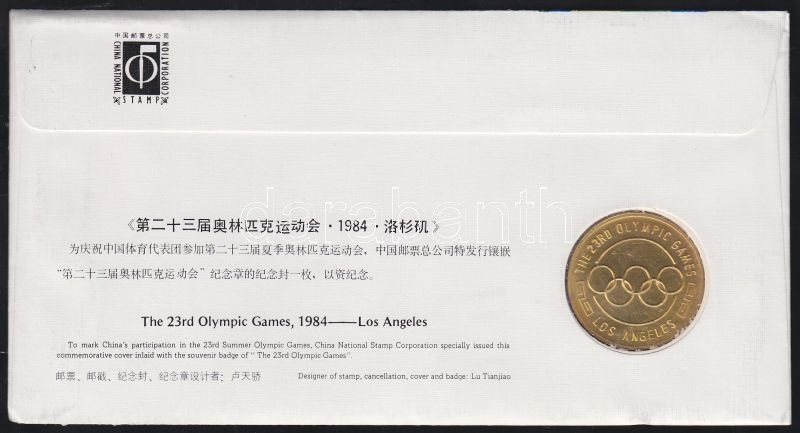 中国邮票总公司
CHINA NATIONAL
STAMP
CORPORATION
darabanth
《第二十三届奥林匹克运动会·1984·洛杉矶》
为庆祝中国体育代表团参加第二十三届夏季奥林匹克运动会，中国邮票总公司特发行镶嵌
“第二十三届奥林匹克运动会”纪念章的纪念封一枚，以资纪念。
The 23rd Olympic Games, 1984——Los Angeles
To mark China's participation in the 23rd Summer Olympic Games, China National Stamp Corporation specially issued this
commemorative cover inlaid with the souvenir badge of " The 23rd Olympic Games".
邮票、邮戳、纪念封、纪念章设计者：卢天骄
Designer of stamp, cancellation, cover and badge: Lu Tianjiao
THE 23RD OLYMPIC GAMES
LOS ANGELES